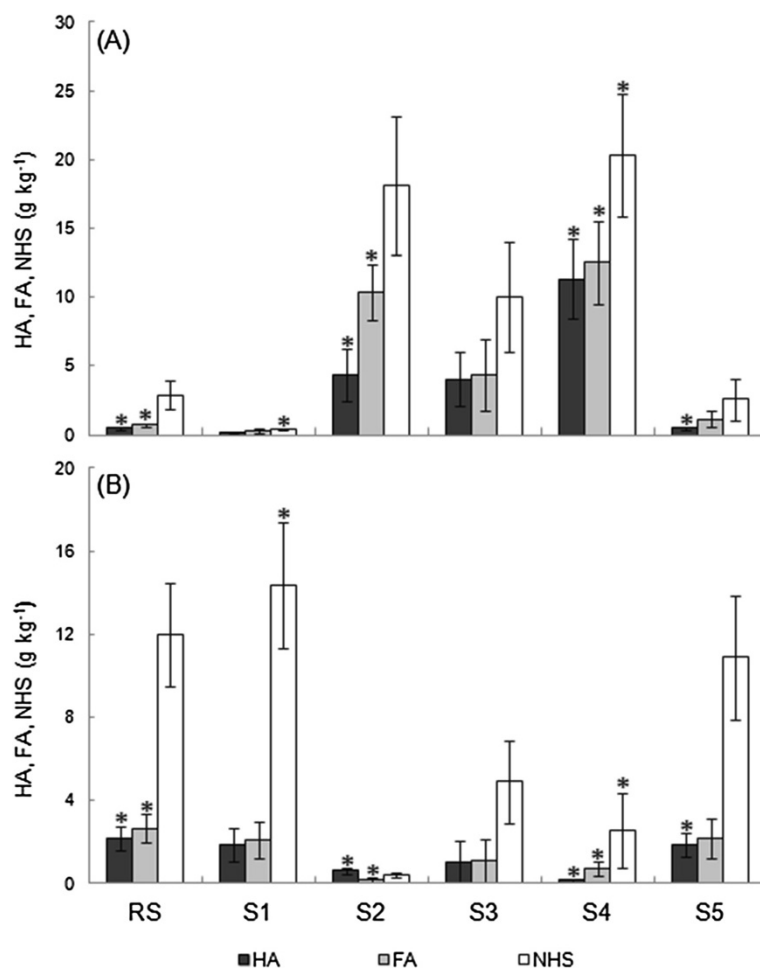 (A)
HA, FA, NHS (g kg⁻¹)
30
25
20
15
10
5
0
* * * * * * * * *
(B)
HA, FA, NHS (g kg⁻¹)
20
16
12
8
4
0
* * * * * * * * *
RS S1 S2 S3 S4 S5
HA FA NHS